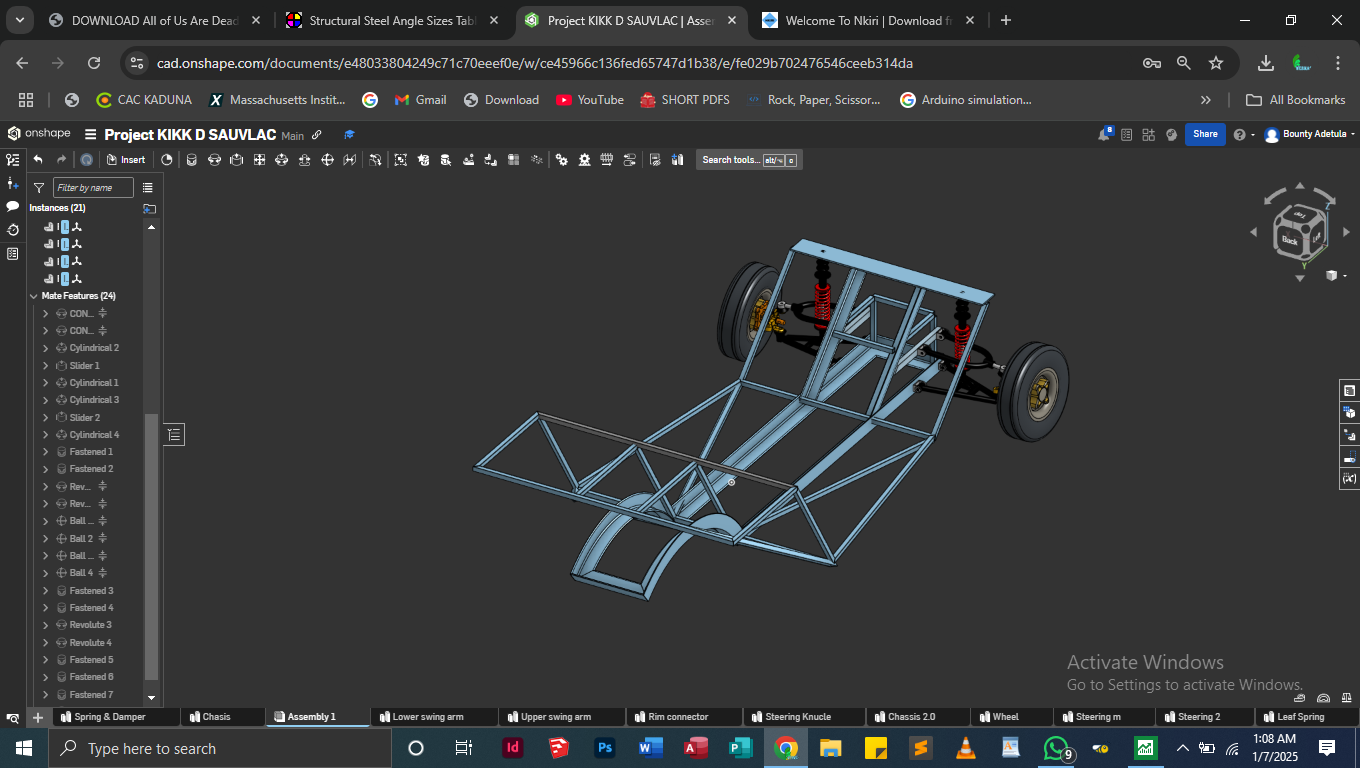 DOWNLOAD All of Us Are Dead
Structural Steel Angle Sizes Tabl
Project KIKK D SAUVLAC | Asser
Welcome To Nkiri | Download fr
cad.onshape.com/documents/e48033804249c71c70eeef0e/w/ce45966c136fed65747d1b38/e/fe029b702476546ceeb314da
CAC KADUNA
Massachusetts Instit...
Gmail
Download
YouTube
SHORT PDFS
Rock, Paper, Scissor...
Arduino simulation...
All Bookmarks
onshape
Project KIKK D SAUVLAC
Main
8
Share
Bounty Adetula
Insert
Search tools...
alt/⌥
c
Filter by name
Instances (21)
Mate Features (24)
CON...
CON...
Cylindrical 2
Slider 1
Cylindrical 1
Cylindrical 3
Slider 2
Cylindrical 4
Fastened 1
Fastened 2
Rev...
Rev...
Ball ...
Ball 2
Ball ...
Ball 4
Fastened 3
Fastened 4
Revolute 3
Revolute 4
Fastened 5
Fastened 6
Fastened 7
Top
Back
Z
Y
Activate Windows
Go to Settings to activate Windows.
Spring & Damper
Chasis
Assembly 1
Lower swing arm
Upper swing arm
Rim connector
Steering Knucle
Chassis 2.0
Wheel
Steering m
Steering 2
Leaf Spring
Type here to search
9
1:08 AM
1/7/2025